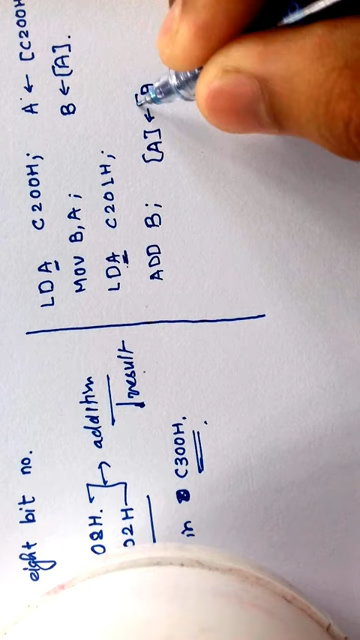 eight bit no.
08H.
02H
addition
result
in C300H.
LDA C200H; A ← [C200H
MOV B, A; B ← [A].
LDA C201H;
ADD B; [A] ← [